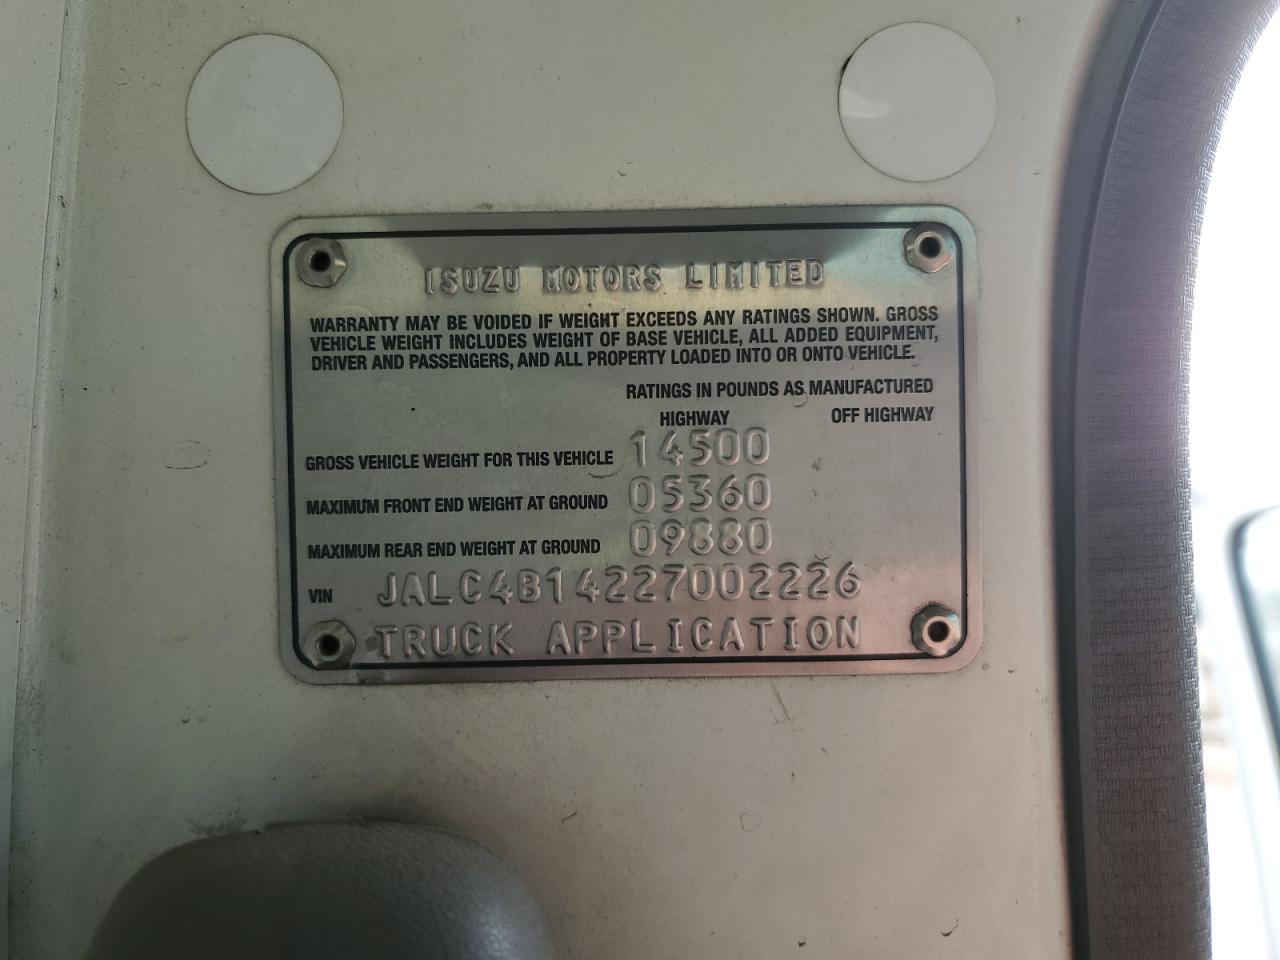 ISUZU MOTORS LIMITED
WARRANTY MAY BE VOIDED IF WEIGHT EXCEEDS ANY RATINGS SHOWN. GROSS
VEHICLE WEIGHT INCLUDES WEIGHT OF BASE VEHICLE, ALL ADDED EQUIPMENT,
DRIVER AND PASSENGERS, AND ALL PROPERTY LOADED INTO OR ONTO VEHICLE.
RATINGS IN POUNDS AS MANUFACTURED
HIGHWAY OFF HIGHWAY
GROSS VEHICLE WEIGHT FOR THIS VEHICLE 14500
MAXIMUM FRONT END WEIGHT AT GROUND 05360
MAXIMUM REAR END WEIGHT AT GROUND 09880
VIN JALC4B14227002226
TRUCK APPLICATION